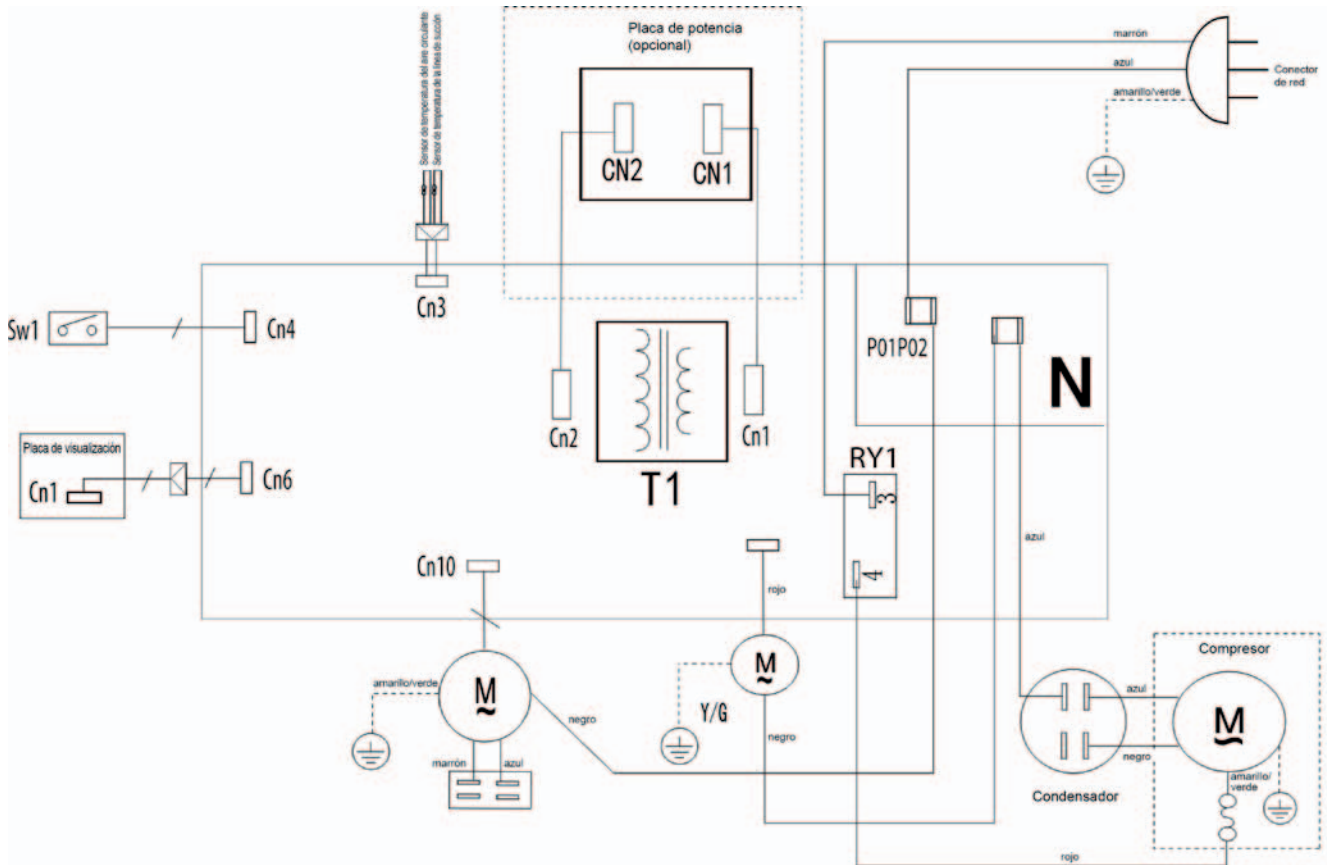 Placa de potencia
(opcional)
marrón
azul
amarillo/verde
Conector
de red
Sensor de temperatura del aire circulante
Sensor de temperatura de la línea de succión
CN2
CN1
Cn3
Sw1
Cn4
P01P02
N
Cn2
Cn1
T1
RY1
3
4
Placa de visualización
Cn1
Cn6
azul
Cn10
rojo
Compresor
M
~
amarillo/verde
M
~
Y/G
negro
negro
azul
M
~
negro
marrón
azul
amarillo/
verde
Condensador
rojo